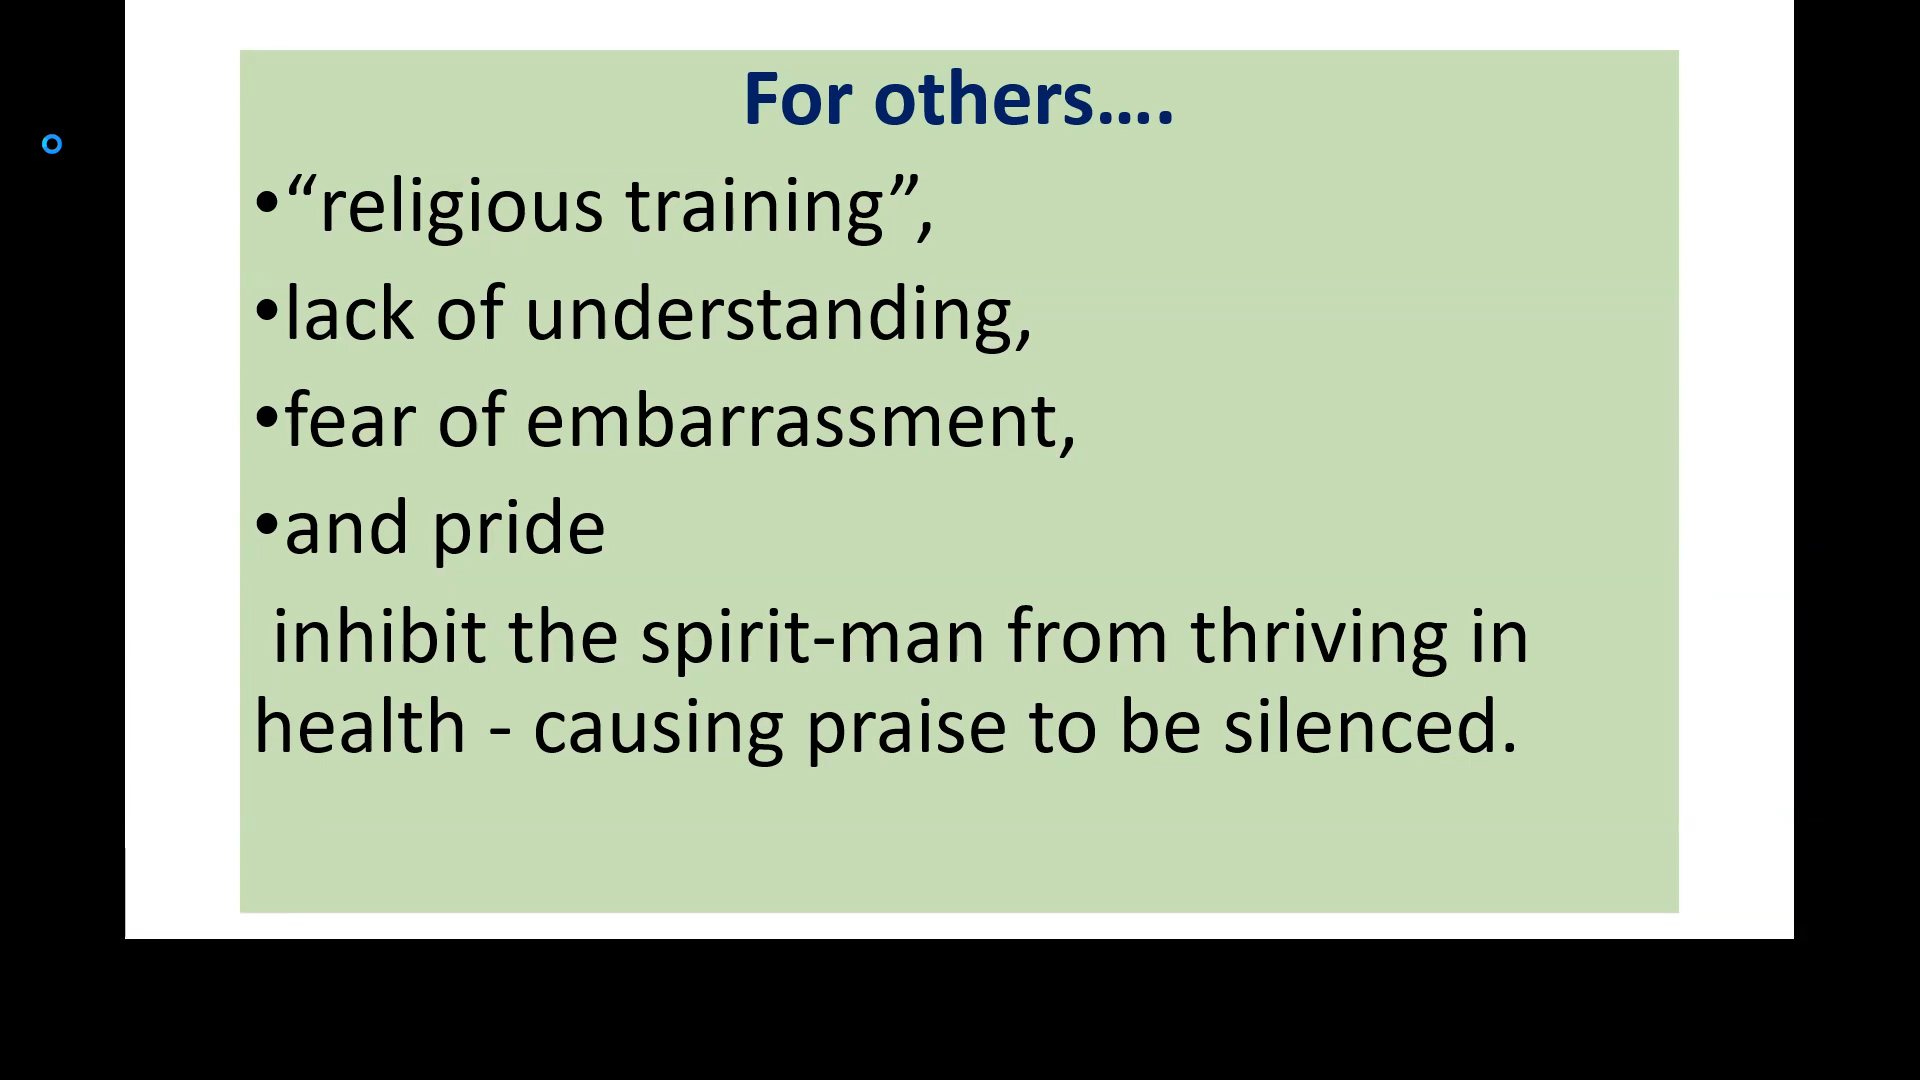 For others….
•“religious training”,
•lack of understanding,
•fear of embarrassment,
•and pride
inhibit the spirit-man from thriving in
health - causing praise to be silenced.